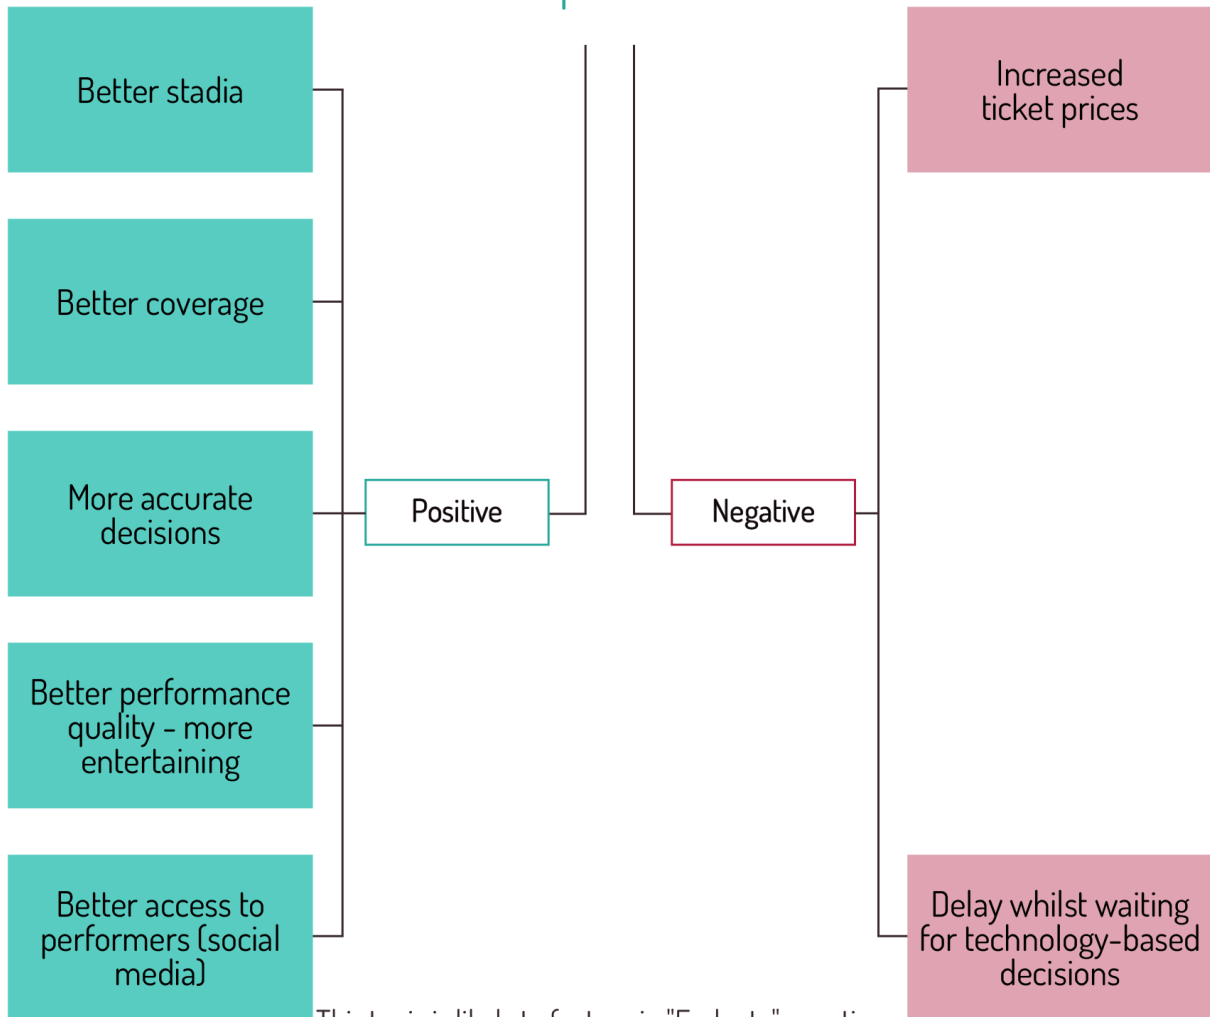 Better stadia
Better coverage
More accurate
decisions
Better performance
quality - more
entertaining
Better access to
performers (social
media)
Positive
Negative
Increased
ticket prices
Delay whilst waiting
for technology-based
decisions